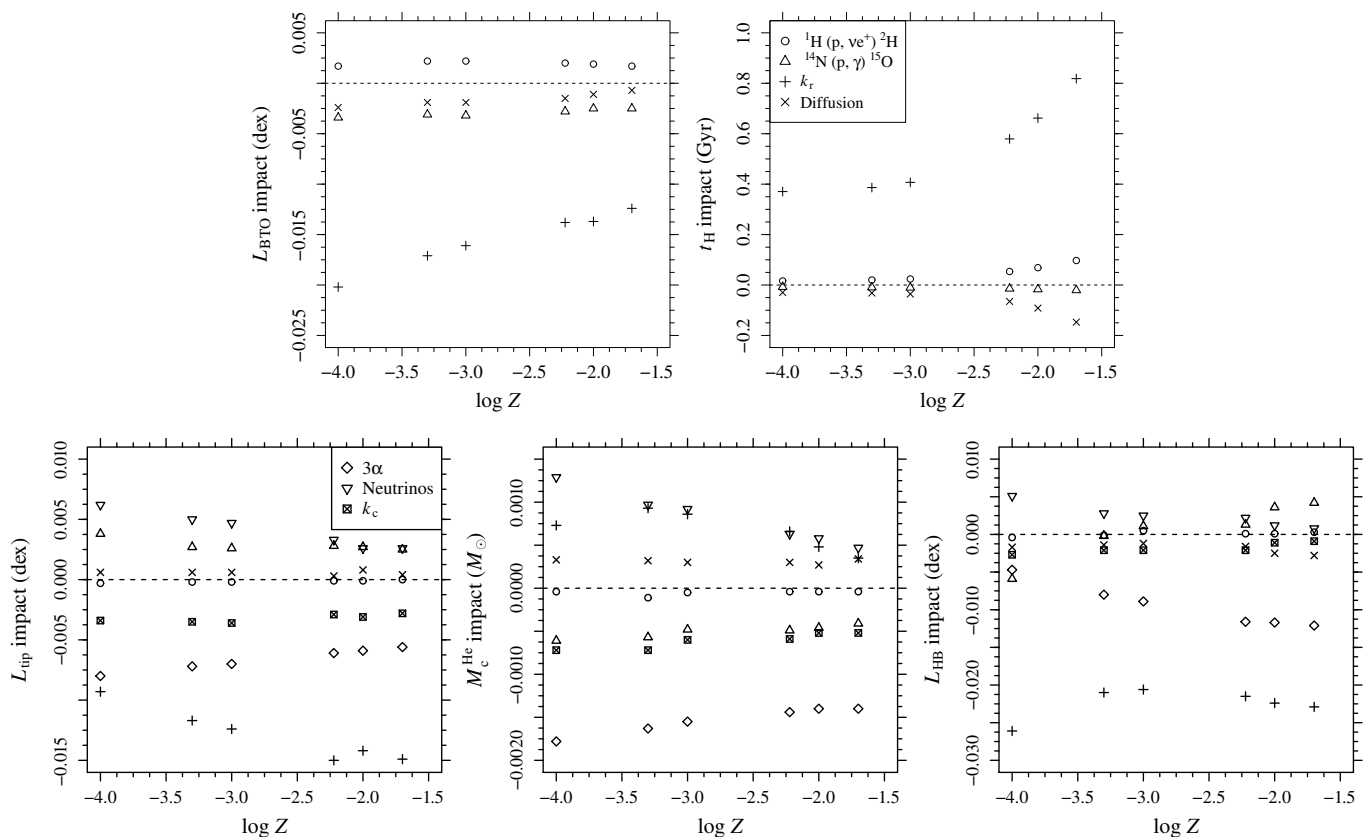 L_BTO impact (dex)
0.005
−0.005
−0.015
−0.025
−4.0 −3.5 −3.0 −2.5 −2.0 −1.5
log Z
t_H impact (Gyr)
1.0
0.8
0.6
0.4
0.2
0.0
−0.2
¹H (p, νe⁺) ²H
¹⁴N (p, γ) ¹⁵O
k_r
Diffusion
−4.0 −3.5 −3.0 −2.5 −2.0 −1.5
log Z
L_tip impact (dex)
0.010
0.005
0.000
−0.005
−0.015
3α
Neutrinos
k_c
−4.0 −3.5 −3.0 −2.5 −2.0 −1.5
log Z
M_c^He impact (M_⊙)
0.0010
0.0000
−0.0010
−0.0020
−4.0 −3.5 −3.0 −2.5 −2.0 −1.5
log Z
L_HB impact (dex)
0.010
0.000
−0.010
−0.020
−0.030
−4.0 −3.5 −3.0 −2.5 −2.0 −1.5
log Z